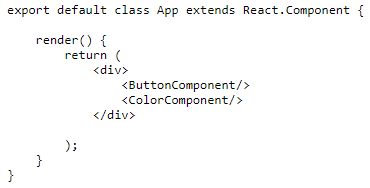 export default class App extends React.Component {
render() {
return (
<div>
<ButtonComponent/>
<ColorComponent/>
</div>
);
}
}